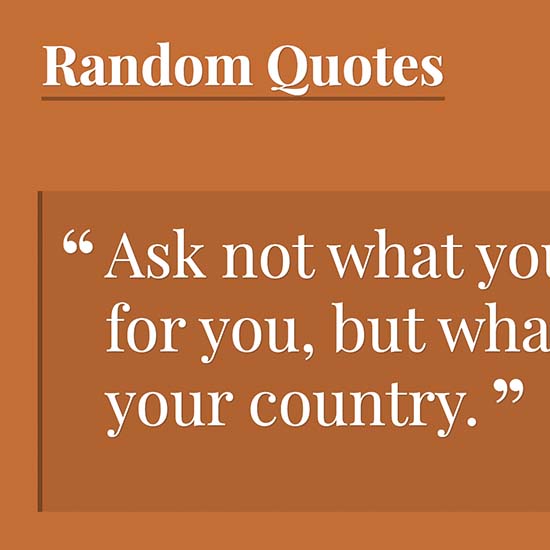 Random Quotes
“ Ask not what you
for you, but wha
your country. ”